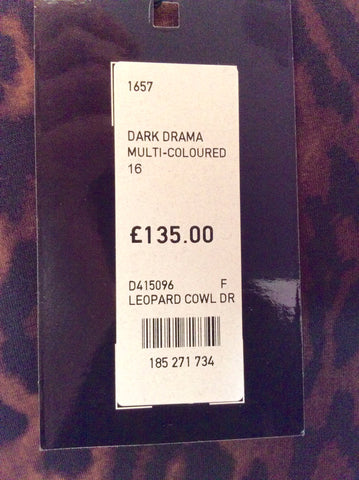 1657
DARK DRAMA
MULTI-COLOURED
16
£135.00
D415096 F
LEOPARD COWL DR
185 271 734